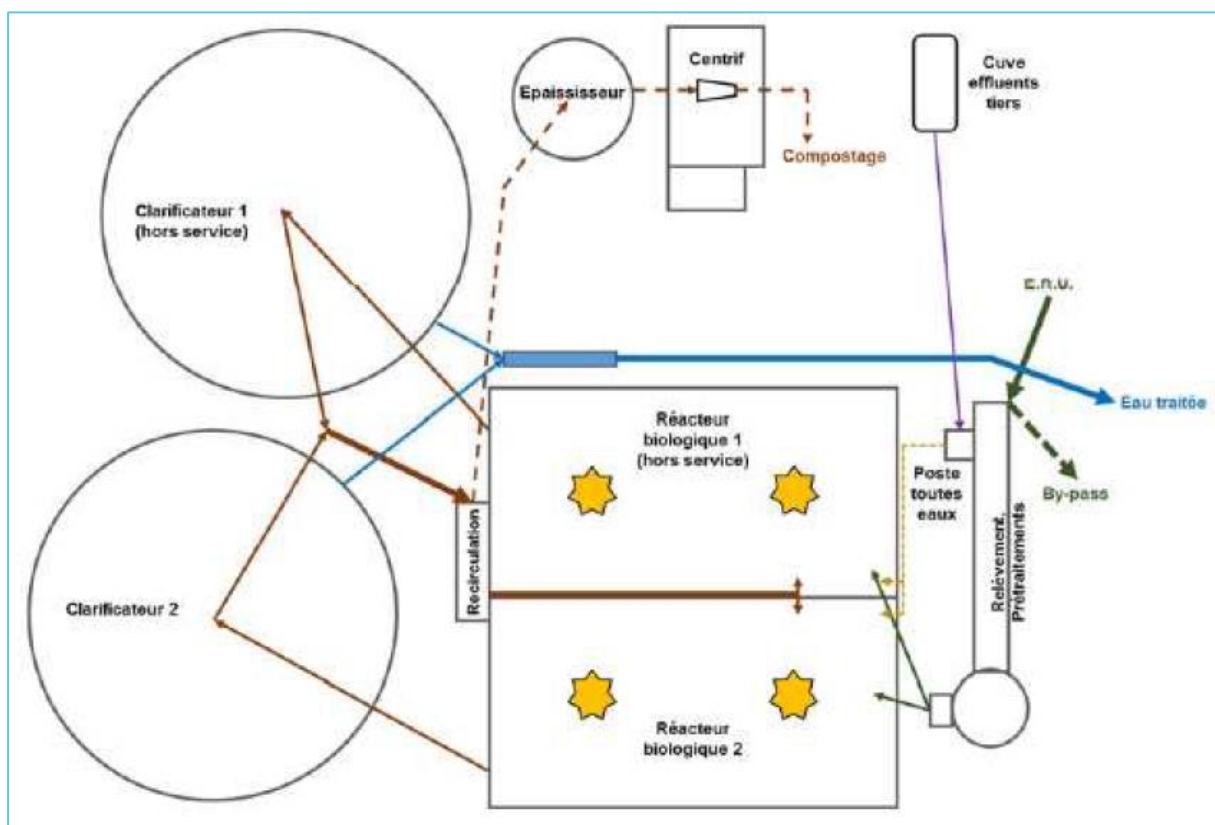 Centrif
Cuve
effluents
tiers
Epaississeur
Compostage
Clarificateur 1
(hors service)
E.R.U.
Eau traitée
Réacteur
biologique 1
(hors service)
Poste
toutes
eaux
By-pass
Recirculation
Relèvement,
Prétraitements
Clarificateur 2
Réacteur
biologique 2